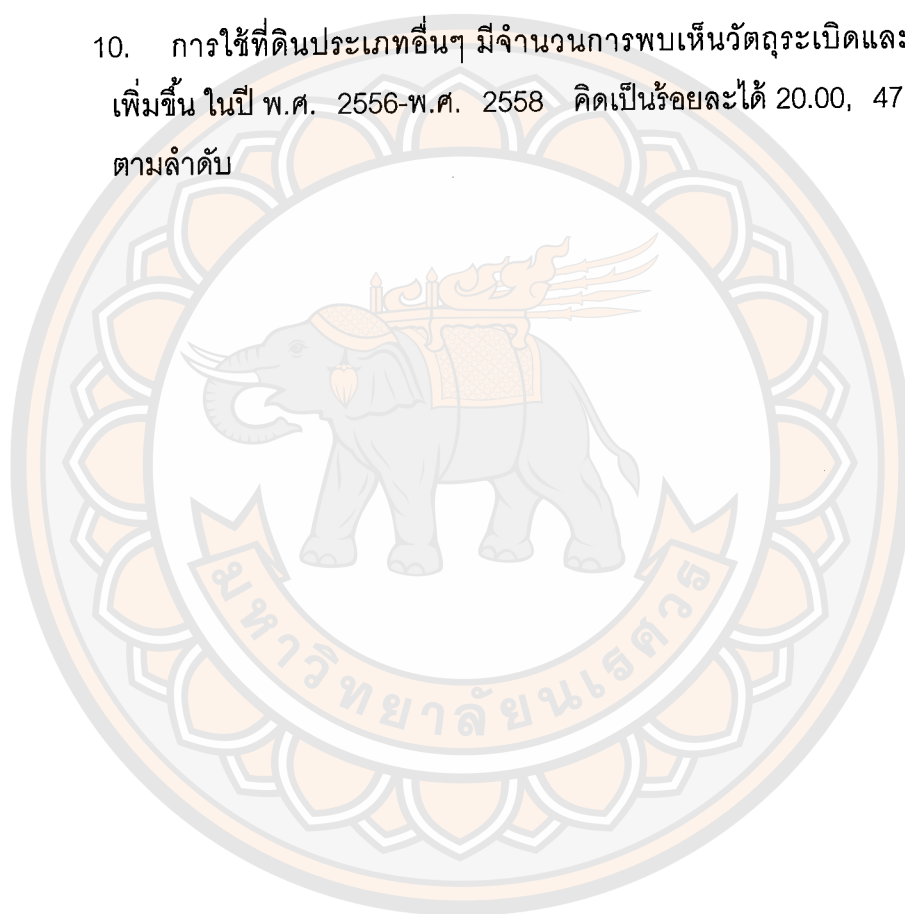 10. การใช้ที่ดินประเภทอื่นๆ มีจำนวนการพบเห็นวัตถุระเบิดและ
เพิ่มขึ้น ในปี พ.ศ. 2556-พ.ศ. 2558 คิดเป็นร้อยละได้ 20.00, 47
ตามลำดับ
มหาวิทยาลัยนเรศวร